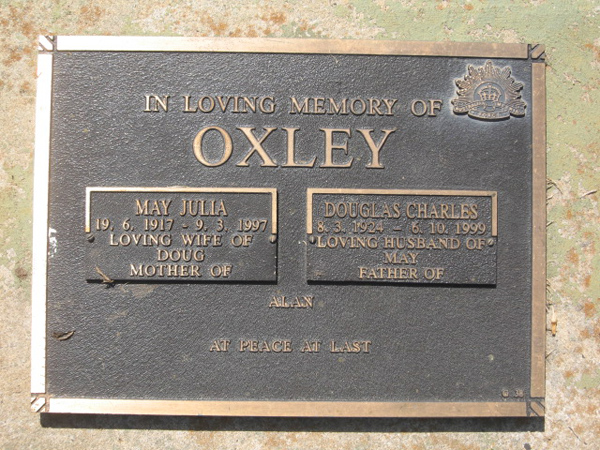 IN LOVING MEMORY OF
OXLEY
MAY JULIA
19. 6. 1917 - 9. 3. 1997
LOVING WIFE OF
DOUG
MOTHER OF
DOUGLAS CHARLES
8. 3. 1924 - 6. 10. 1999
LOVING HUSBAND OF
MAY
FATHER OF
ALAN
AT PEACE AT LAST